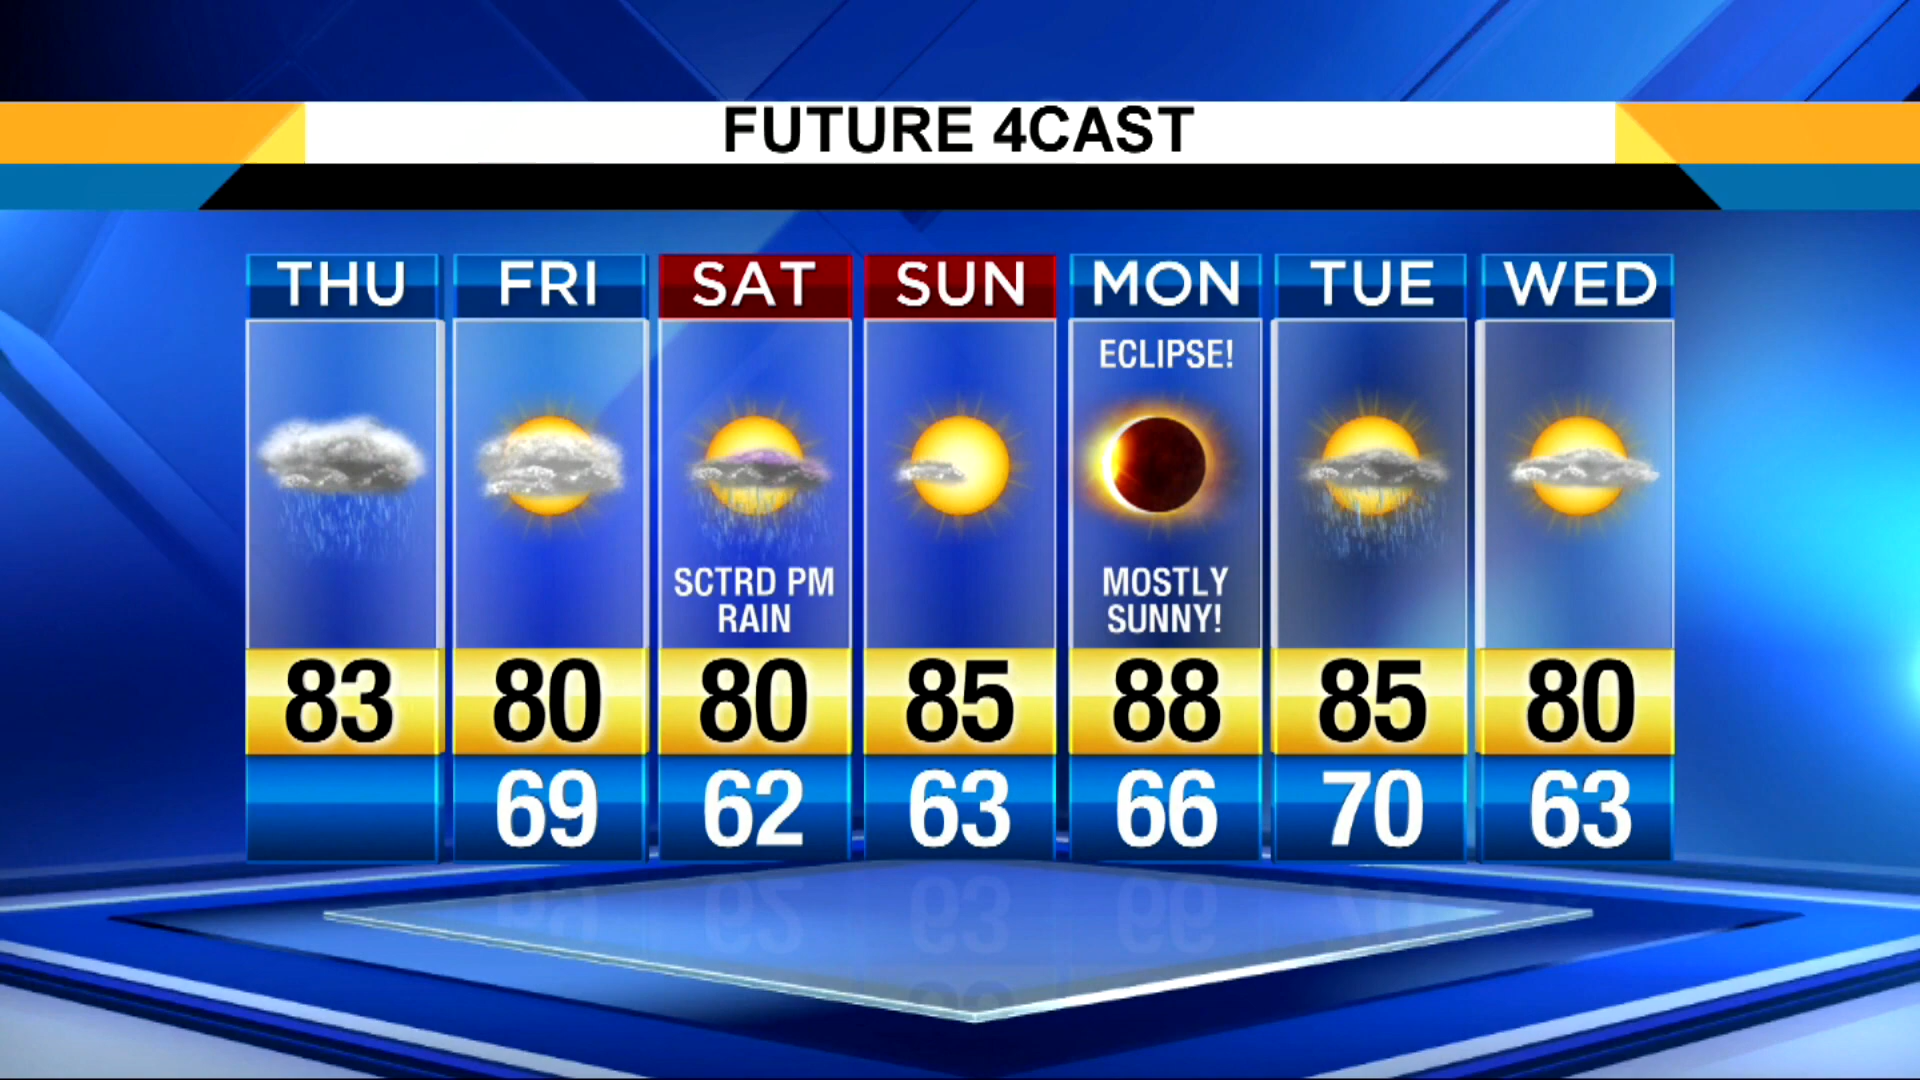 FUTURE 4CAST
THU FRI SAT SUN MON TUE WED
ECLIPSE!
SCTRD PM
RAIN
MOSTLY
SUNNY!
83 80 80 85 88 85 80
69 62 63 66 70 63